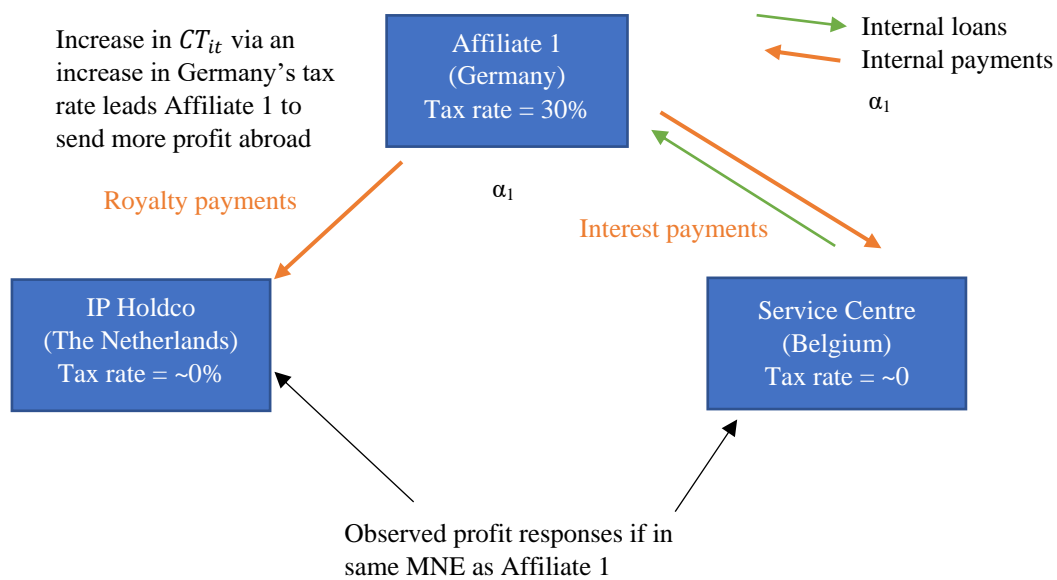 Increase in CTit via an
increase in Germany's tax
rate leads Affiliate 1 to
send more profit abroad
Affiliate 1
(Germany)
Tax rate = 30%
Internal loans
Internal payments
α1
α1
Royalty payments
Interest payments
IP Holdco
(The Netherlands)
Tax rate = ~0%
Service Centre
(Belgium)
Tax rate = ~0
Observed profit responses if in
same MNE as Affiliate 1